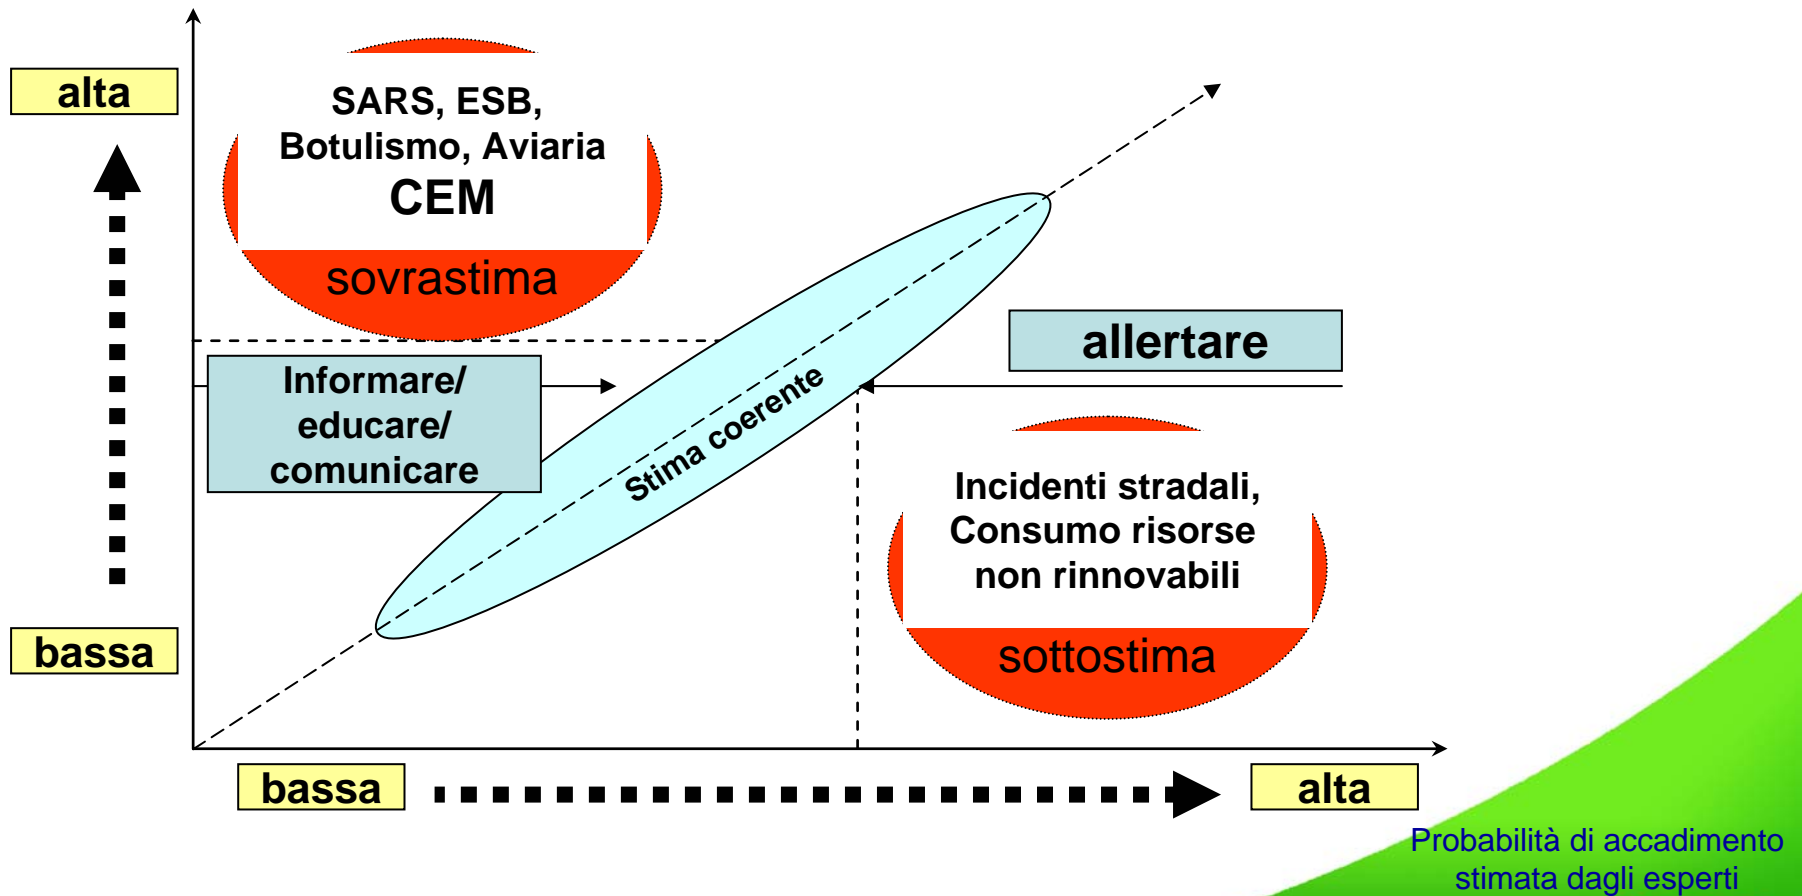 alta
SARS, ESB,
Botulismo, Aviaria
CEM
sovrastima
allertare
Informare/
educare/
comunicare
Stima coerente
Incidenti stradali,
Consumo risorse
non rinnovabili
sottostima
bassa
bassa
alta
Probabilità di accadimento
stimata dagli esperti